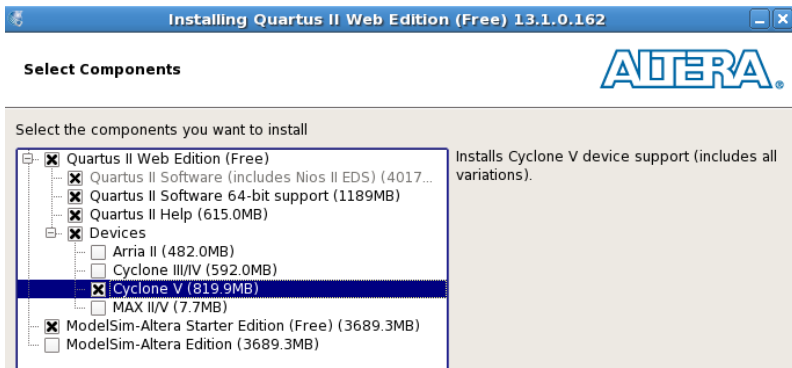 Installing Quartus II Web Edition (Free) 13.1.0.162
Select Components
ALTERA®
Select the components you want to install
Quartus II Web Edition (Free)
Quartus II Software (includes Nios II EDS) (4017...
Quartus II Software 64-bit support (1189MB)
Quartus II Help (615.0MB)
Devices
Arria II (482.0MB)
Cyclone III/IV (592.0MB)
Cyclone V (819.9MB)
MAX II/V (7.7MB)
ModelSim-Altera Starter Edition (Free) (3689.3MB)
ModelSim-Altera Edition (3689.3MB)
Installs Cyclone V device support (includes all
variations).